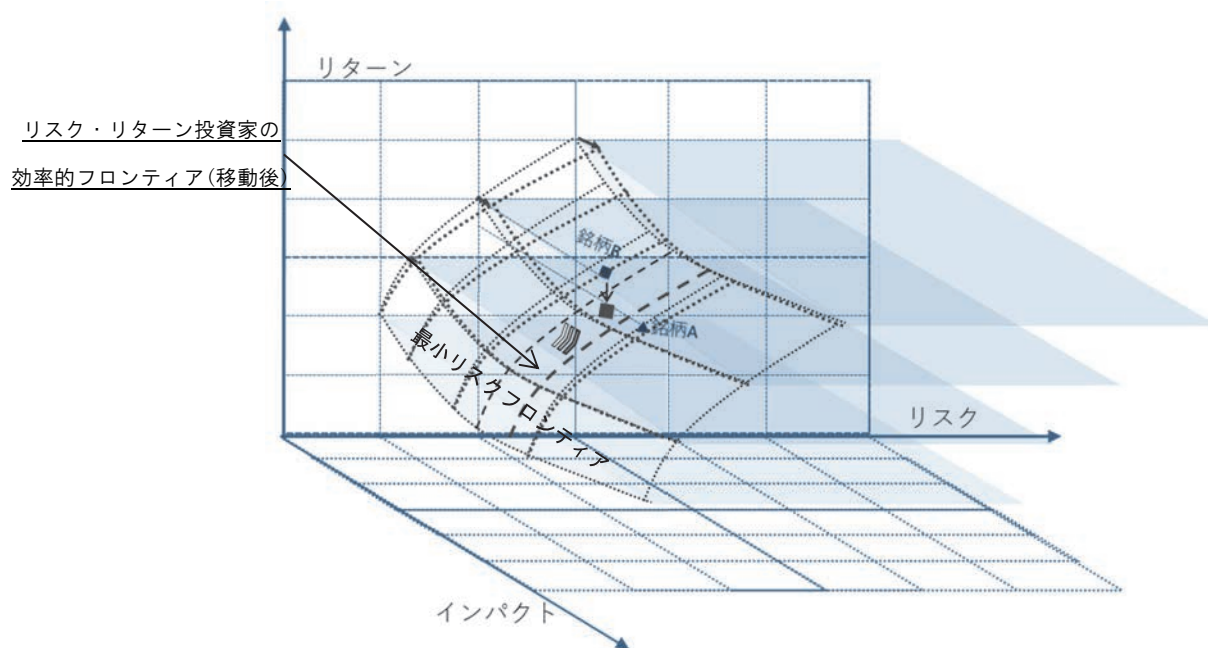 リターン
リスク・リターン投資家の
効率的フロンティア(移動後)
銘柄B
銘柄A
最小リスクフロンティア
リスク
インパクト